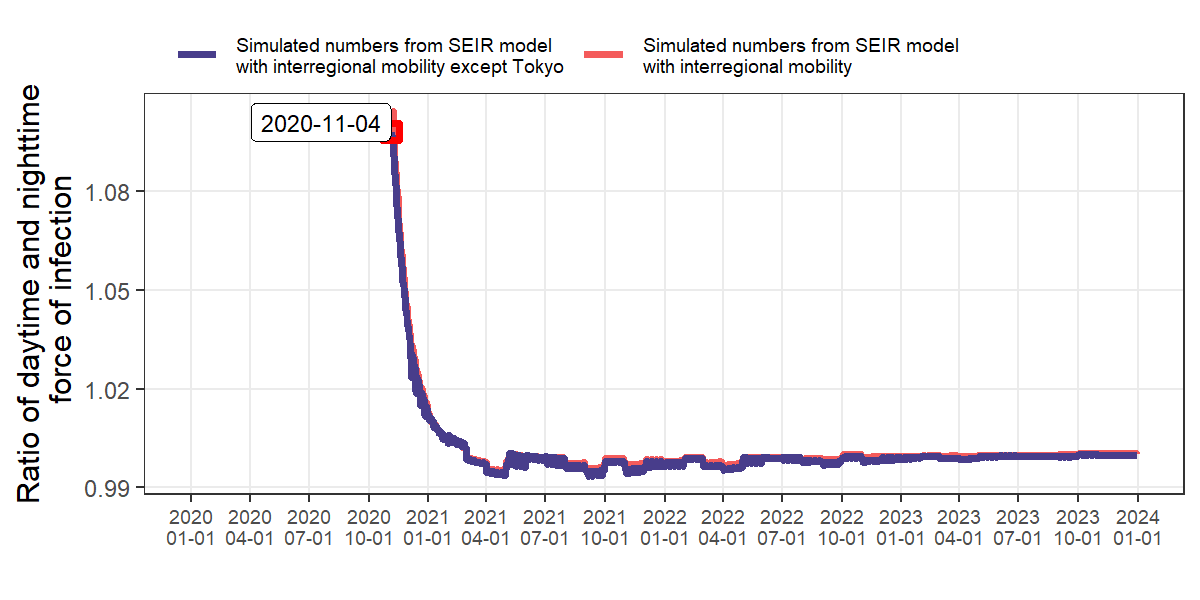 Simulated numbers from SEIR model
with interregional mobility except Tokyo
Simulated numbers from SEIR model
with interregional mobility
Ratio of daytime and nighttime
force of infection
2020-11-04
1.08
1.05
1.02
0.99
2020 2020 2020 2020 2021 2021 2021 2021 2022 2022 2022 2022 2023 2023 2023 2023 2024
01-01 04-01 07-01 10-01 01-01 04-01 07-01 10-01 01-01 04-01 07-01 10-01 01-01 04-01 07-01 10-01 01-01